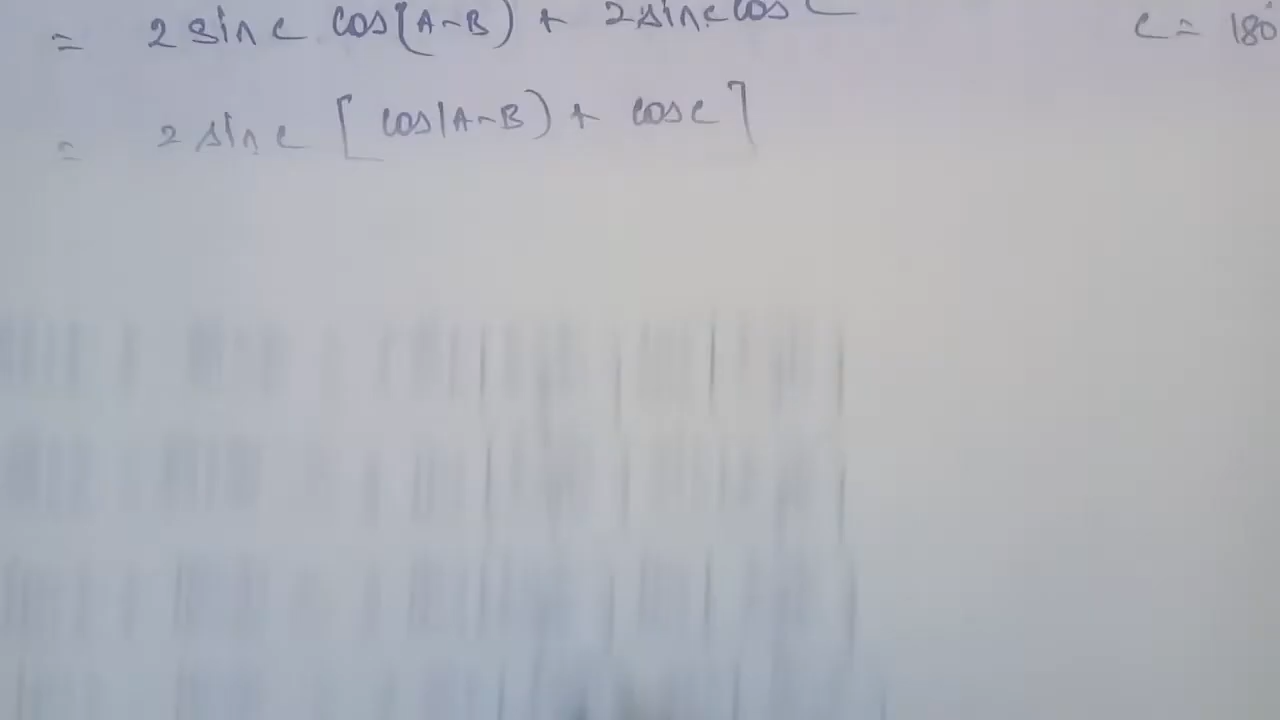 = 2 sin c cos(A-B) + 2 sin c cos c c = 180°
= 2 sin c [ cos(A-B) + cos c ]